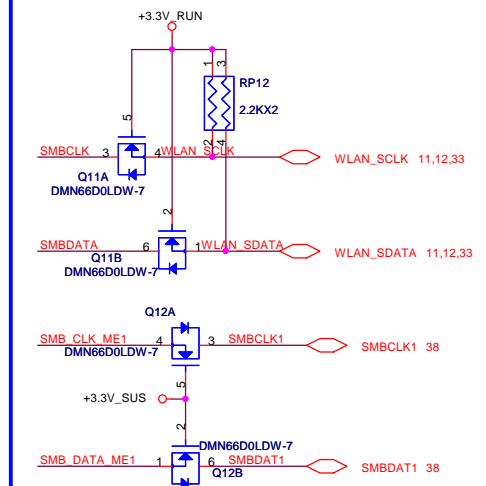 +3.3V_RUN
1 3
RP12
2.2KX2
5
2 4
SMBCLK 3 4 WLAN_SCLK WLAN_SCLK 11,12,33
Q11A
DMN66D0LDW-7
2
SMBDATA 6 1 WLAN_SDATA WLAN_SDATA 11,12,33
Q11B
DMN66D0LDW-7
Q12A
SMB_CLK_ME1 4 3 SMBCLK1 SMBCLK1 38
DMN66D0LDW-7
5
+3.3V_SUS
2
DMN66D0LDW-7
SMB_DATA_ME1 1 6 SMBDAT1 SMBDAT1 38
Q12B